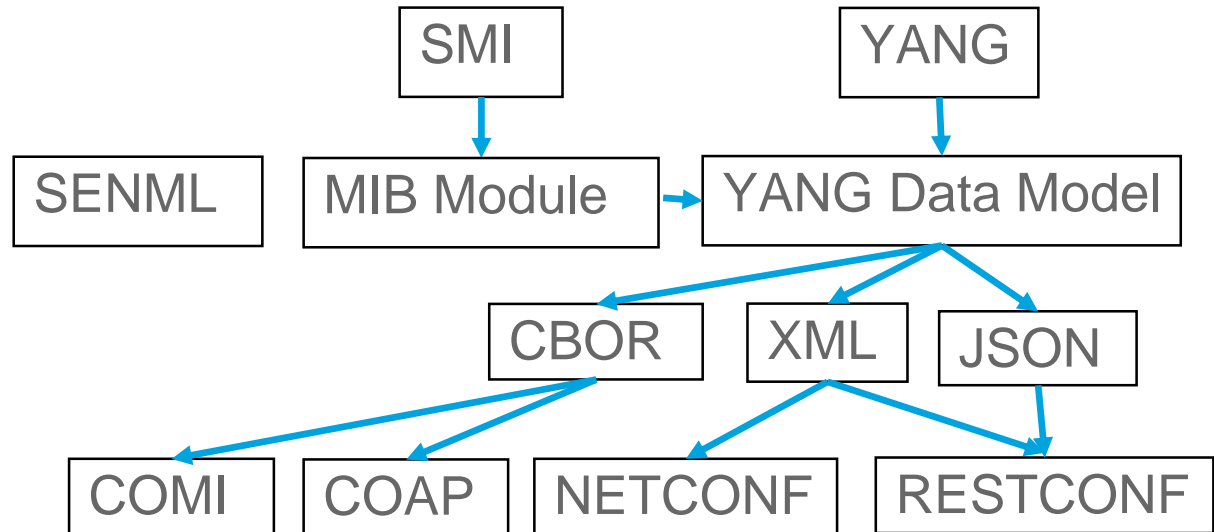 SMI
YANG
SENML
MIB Module
YANG Data Model
CBOR
XML
JSON
COMI
COAP
NETCONF
RESTCONF